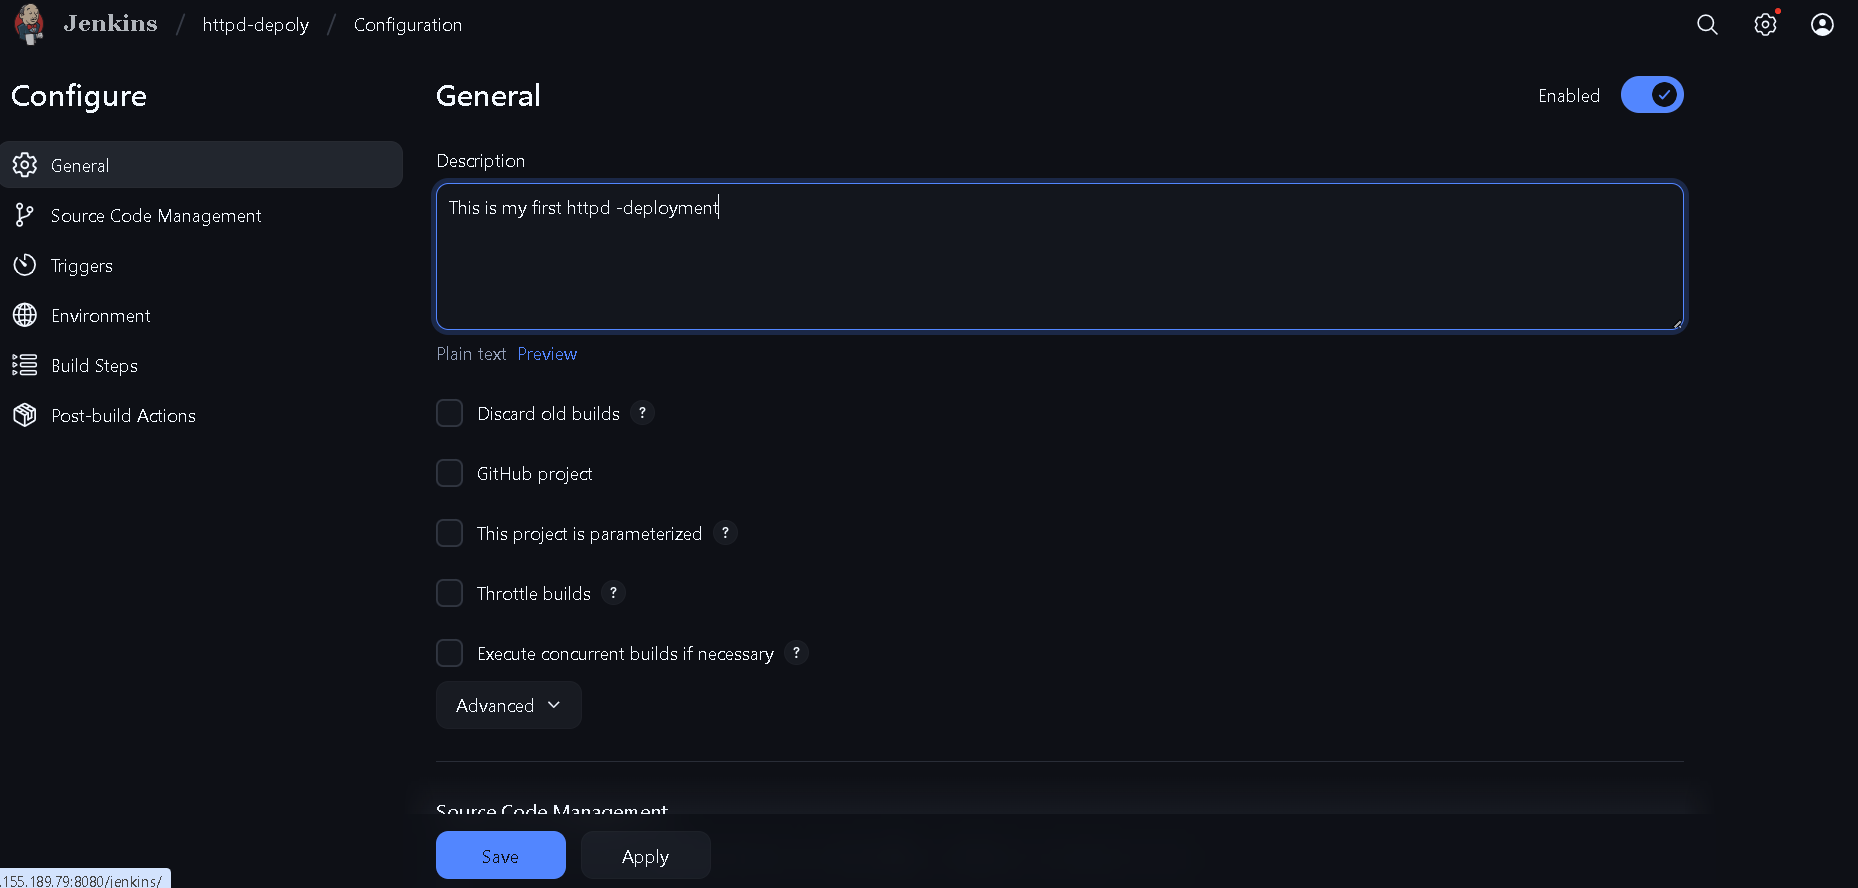 Jenkins / httpd-depoly / Configuration
Configure
General
Source Code Management
Triggers
Environment
Build Steps
Post-build Actions
General
Enabled
Description
This is my first httpd -deployment
Plain text Preview
Discard old builds ?
GitHub project
This project is parameterized ?
Throttle builds ?
Execute concurrent builds if necessary ?
Advanced
Source Code Management
Save Apply
.155.189.79:8080/jenkins/